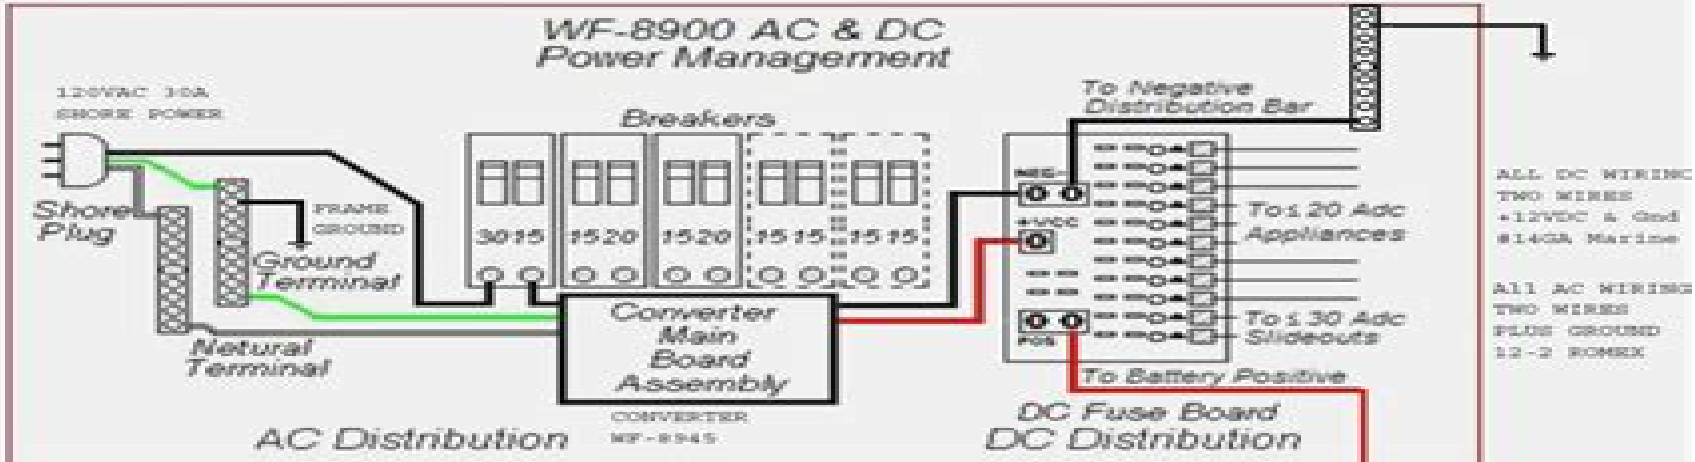 WF-8900 AC & DC
Power Management
120VAC 30A
SHORE POWER
Shore
Plug
FRAME
GROUND
Ground
Terminal
Netural
Terminal
Breakers
30 15
15 20
15 20
15 15
15 15
Converter
Main
Board
Assembly
CONVERTER
WF-8945
AC Distribution
To Negative
Distribution Bar
NEG-
+VCC
POS
To ≤ 20 Adc
Appliances
To ≤ 30 Adc
Slideouts
To Battery Positive
DC Fuse Board
DC Distribution
ALL DC WIRING
TWO WIRES
+12VDC & Gnd
#14GA Marine
All AC WIRING
TWO WIRES
PLUS GROUND
12-2 ROMEX